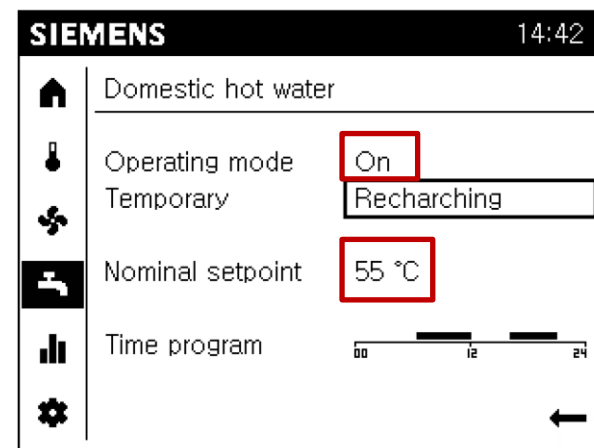 SIEMENS 14:42
Domestic hot water
Operating mode On
Temporary Recharching
Nominal setpoint 55 °C
Time program 00 12 24